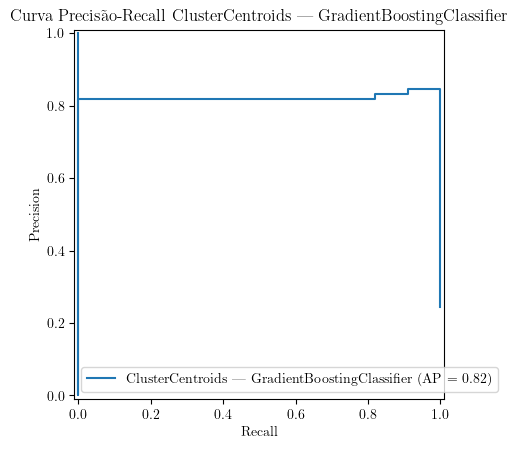 Curva Precisão-Recall ClusterCentroids — GradientBoostingClassifier
1.0
0.8
0.6
0.4
0.2
0.0
Precision
ClusterCentroids — GradientBoostingClassifier (AP = 0.82)
0.0 0.2 0.4 0.6 0.8 1.0
Recall